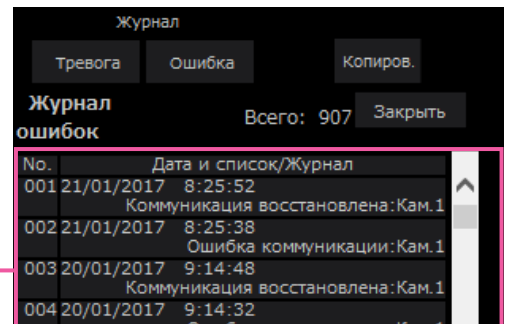 Журнал
Тревога Ошибка Копиров.
Журнал ошибок
Всего: 907 Закрыть
No. Дата и список/Журнал
001 21/01/2017 8:25:52
Коммуникация восстановлена:Кам.1
002 21/01/2017 8:25:38
Ошибка коммуникации:Кам.1
003 20/01/2017 9:14:48
Коммуникация восстановлена:Кам.1
004 20/01/2017 9:14:32